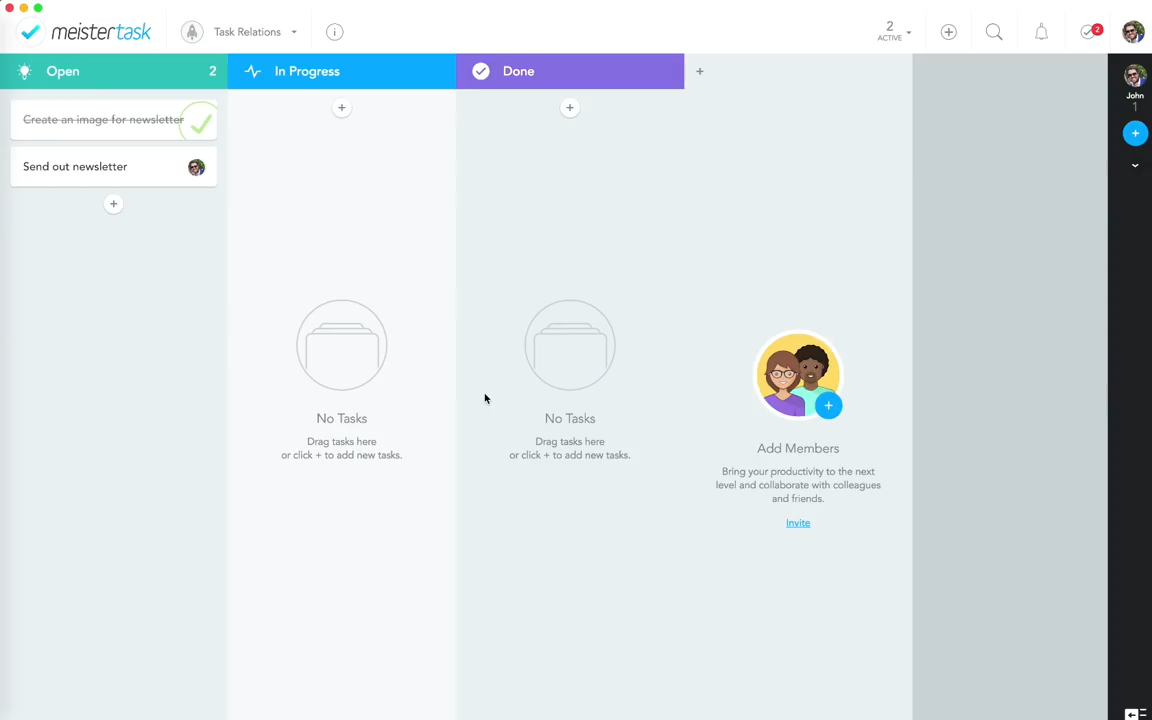 meistertask
Task Relations
2
ACTIVE
2
Open 2
In Progress
Done
Create an image for newsletter
Send out newsletter
No Tasks
Drag tasks here
or click + to add new tasks.
No Tasks
Drag tasks here
or click + to add new tasks.
Add Members
Bring your productivity to the next
level and collaborate with colleagues
and friends.
Invite
John
1